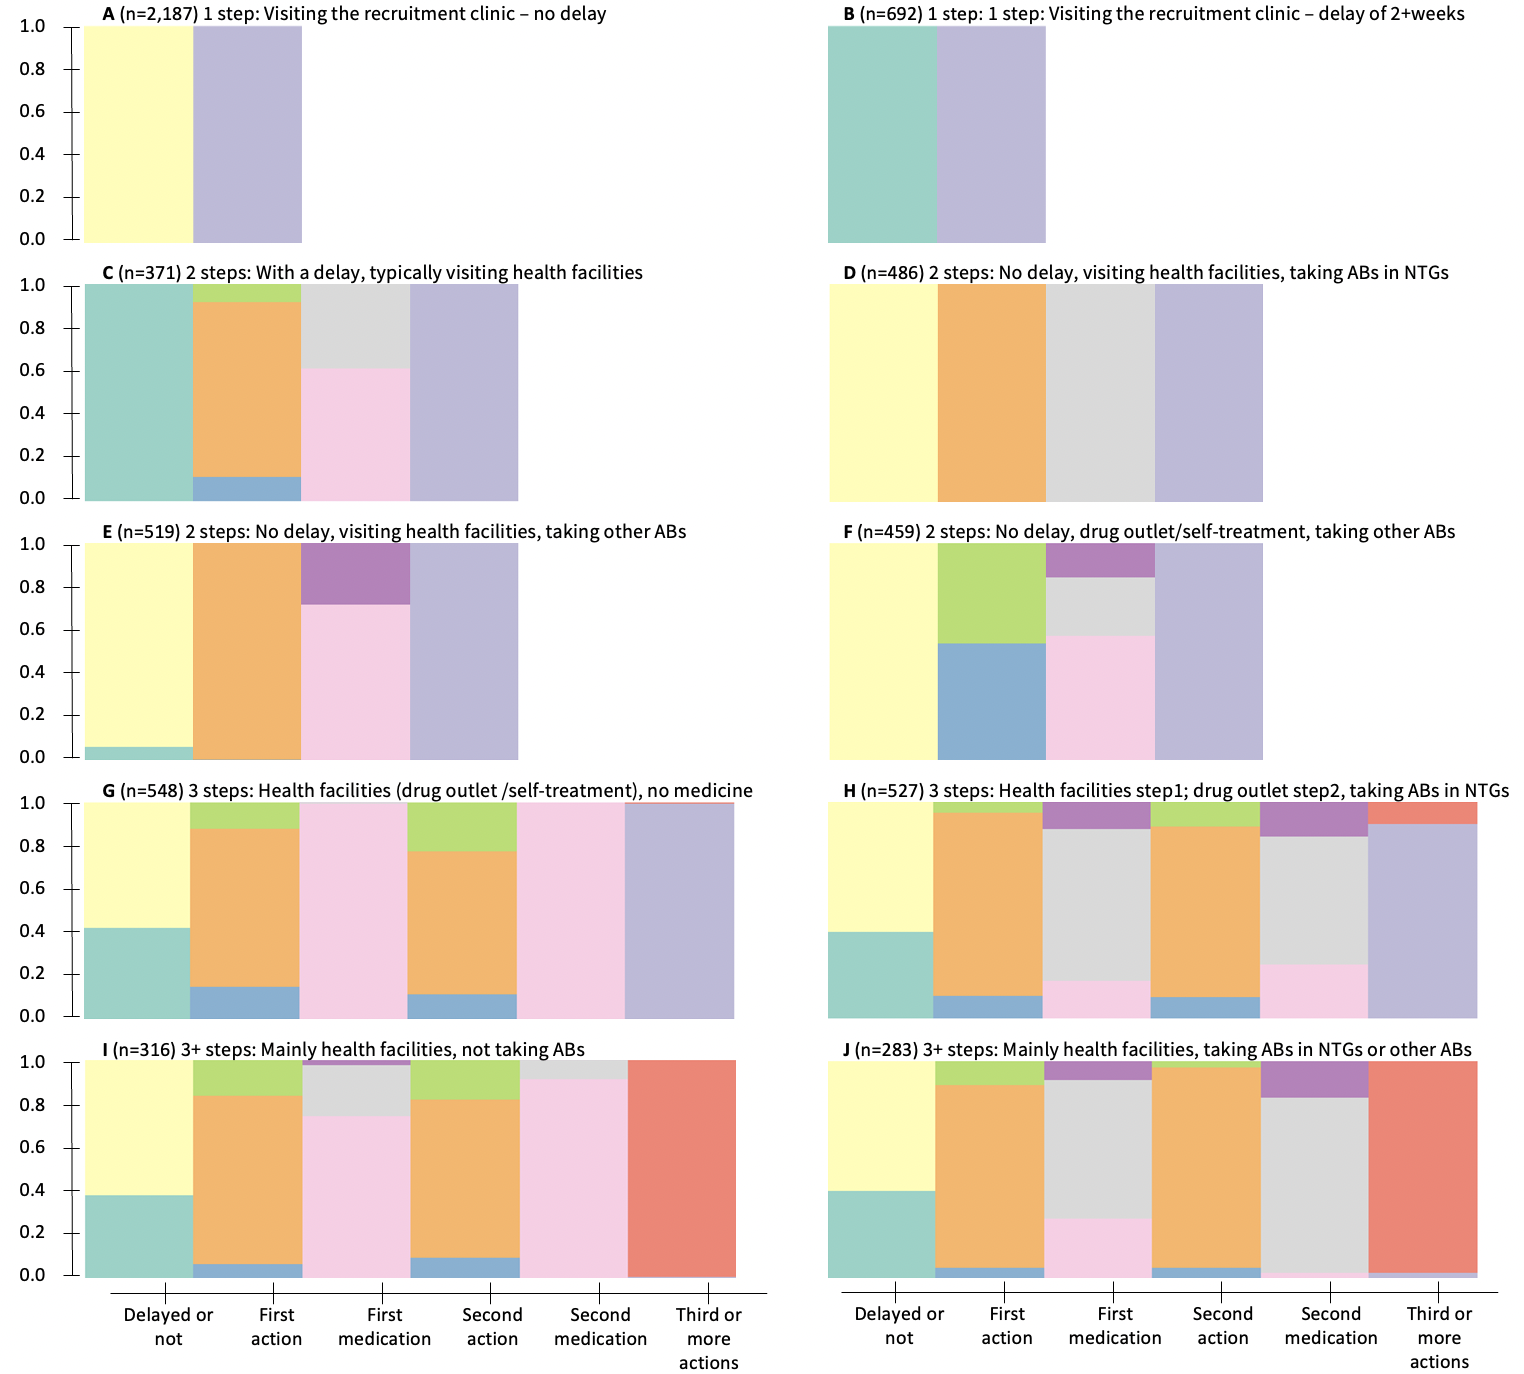 A (n=2,187) 1 step: Visiting the recruitment clinic – no delay
1.0
0.8
0.6
0.4
0.2
0.0
B (n=692) 1 step: 1 step: Visiting the recruitment clinic – delay of 2+weeks
C (n=371) 2 steps: With a delay, typically visiting health facilities
1.0
0.8
0.6
0.4
0.2
0.0
D (n=486) 2 steps: No delay, visiting health facilities, taking ABs in NTGs
E (n=519) 2 steps: No delay, visiting health facilities, taking other ABs
1.0
0.8
0.6
0.4
0.2
0.0
F (n=459) 2 steps: No delay, drug outlet/self-treatment, taking other ABs
G (n=548) 3 steps: Health facilities (drug outlet /self-treatment), no medicine
1.0
0.8
0.6
0.4
0.2
0.0
H (n=527) 3 steps: Health facilities step1; drug outlet step2, taking ABs in NTGs
I (n=316) 3+ steps: Mainly health facilities, not taking ABs
1.0
0.8
0.6
0.4
0.2
0.0
J (n=283) 3+ steps: Mainly health facilities, taking ABs in NTGs or other ABs
Delayed or
not
First
action
First
medication
Second
action
Second
medication
Third or
more
actions
Delayed or
not
First
action
First
medication
Second
action
Second
medication
Third or
more
actions